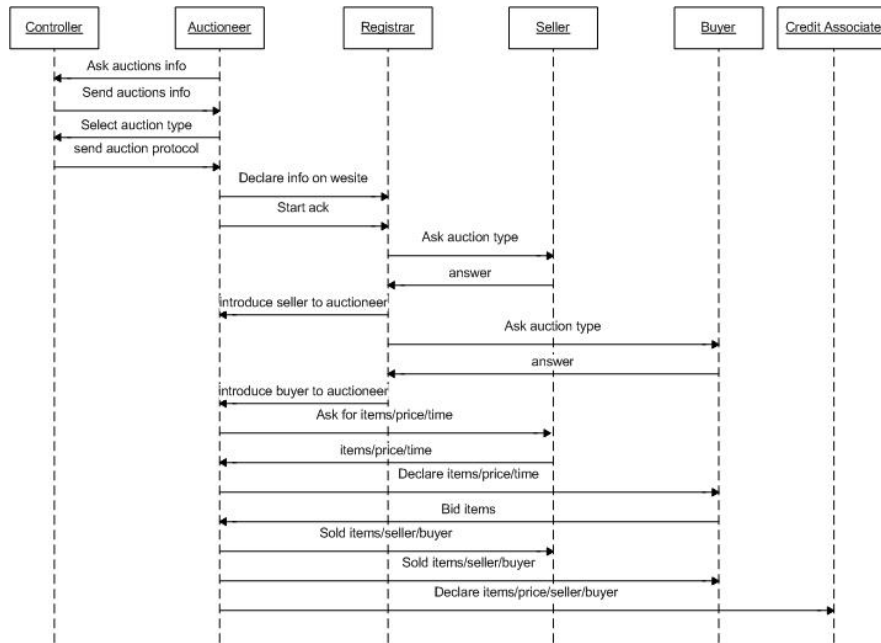 Controller
Auctioneer
Registrar
Seller
Buyer
Credit Associate
Ask auctions info
Send auctions info
Select auction type
send auction protocol
Declare info on wesite
Start ack
Ask auction type
answer
introduce seller to auctioneer
Ask auction type
answer
introduce buyer to auctioneer
Ask for items/price/time
items/price/time
Declare items/price/time
Bid items
Sold items/seller/buyer
Sold items/seller/buyer
Declare items/price/seller/buyer